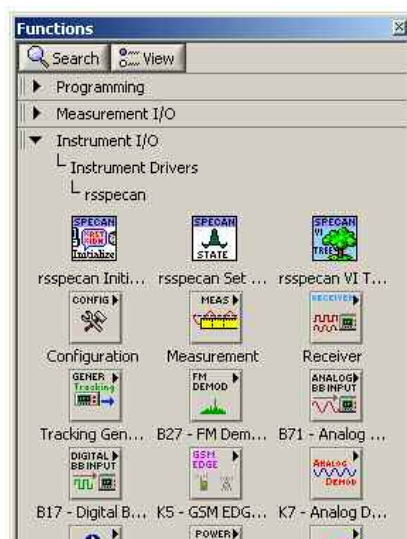 Functions
Search View
Programming
Measurement I/O
Instrument I/O
Instrument Drivers
rsspecan
SPECAN SPECAN SPECAN
Initialize STATE VI TREE
rsspecan Initi... rsspecan Set ... rsspecan VI T...
CONFIG MEAS RECEIVER
Configuration Measurement Receiver
GENER Tracking FM DEMOD ANALOG BB INPUT
Tracking Gen... B27 - FM Dem... B71 - Analog ...
DIGITAL BB INPUT GSM EDGE ANALOG DEMOD
B17 - Digital B... K5 - GSM EDG... K7 - Analog D...
POWER